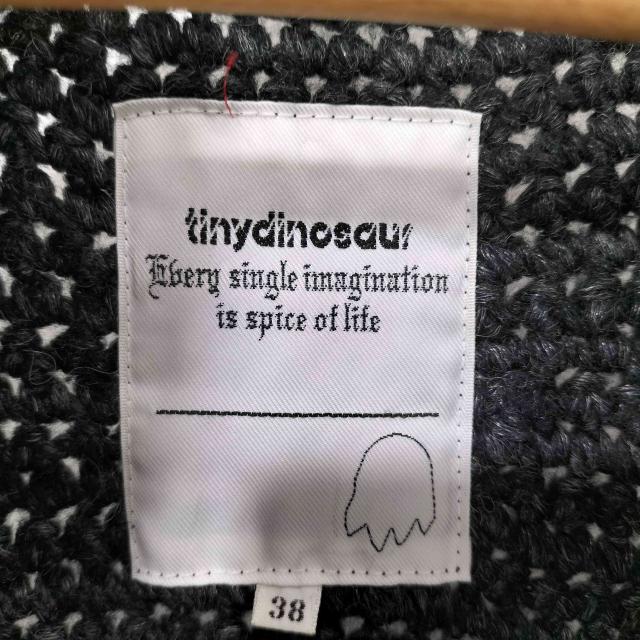 tinydinosaur
Every single imagination
is spice of life
38